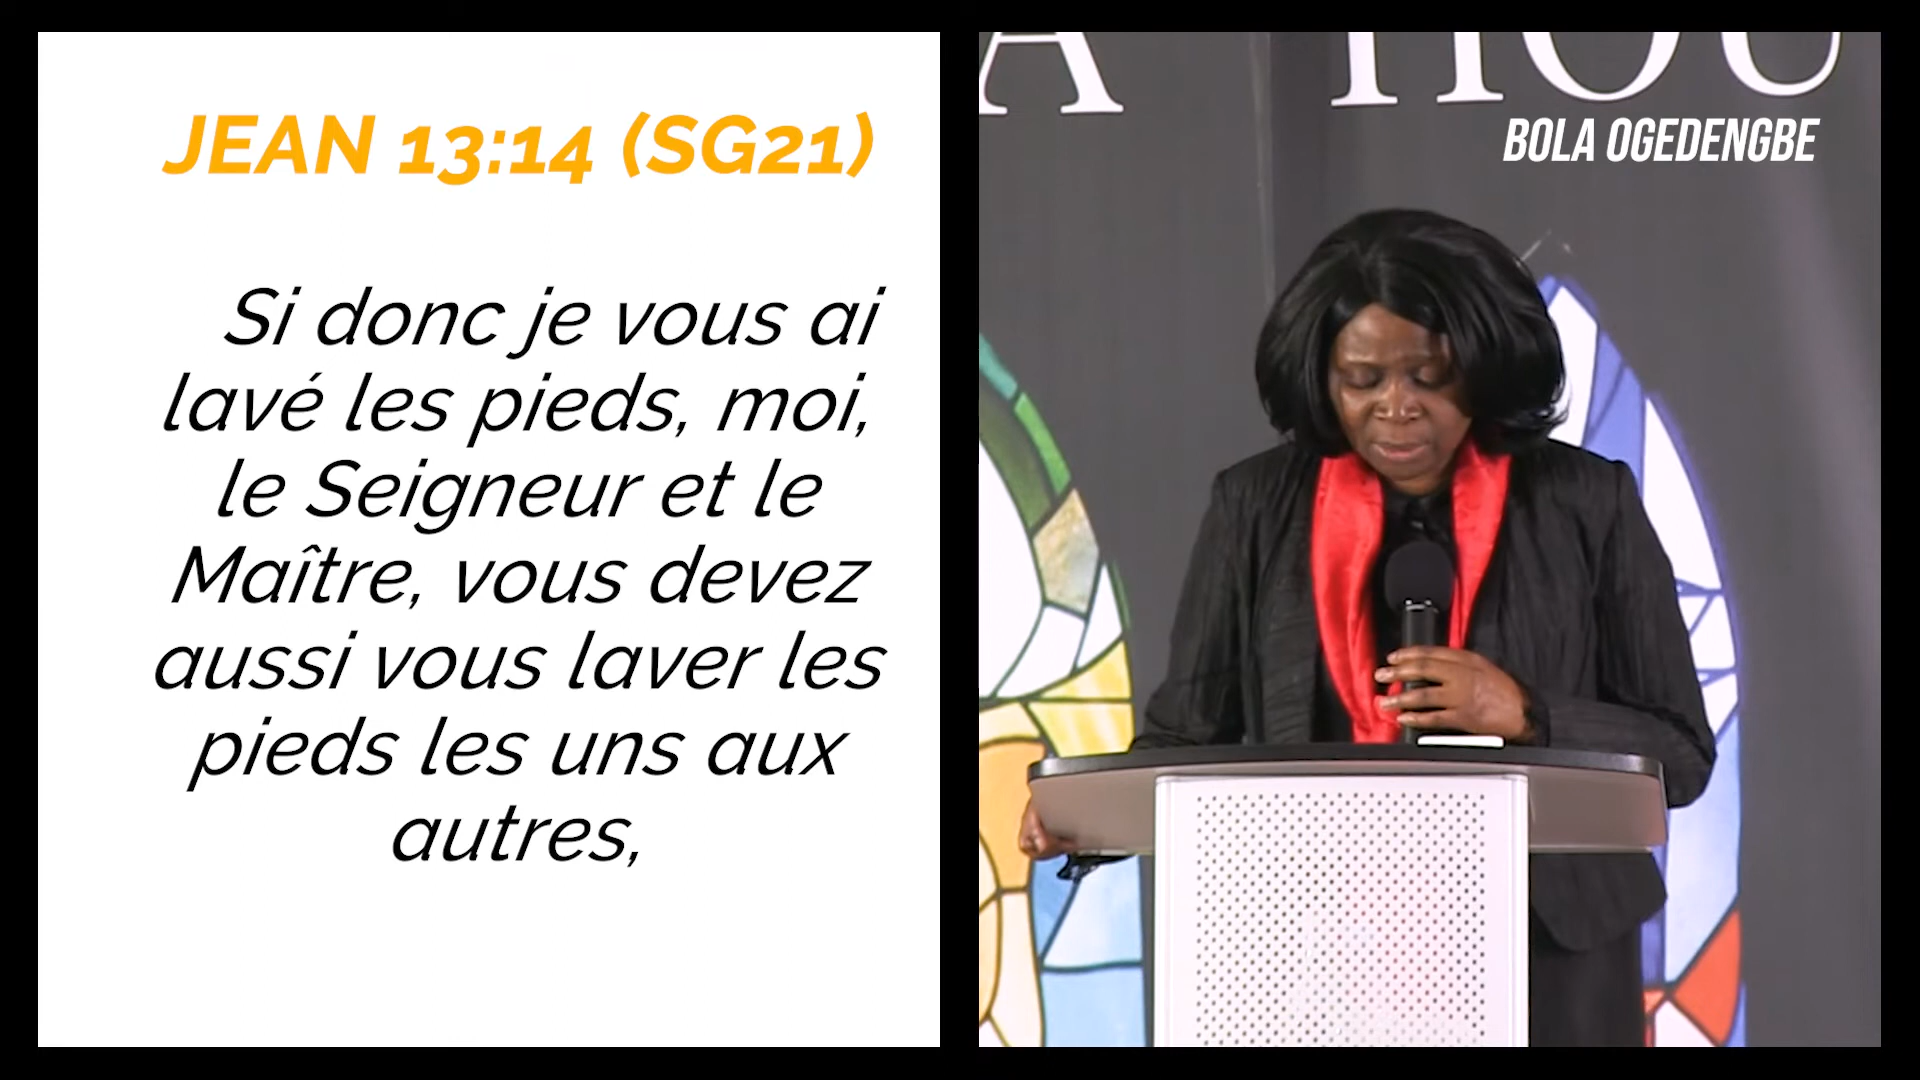 JEAN 13:14 (SG21)
Si donc je vous ai
lavé les pieds, moi,
le Seigneur et le
Maître, vous devez
aussi vous laver les
pieds les uns aux
autres,
A HOU
BOLA OGEDENGBE